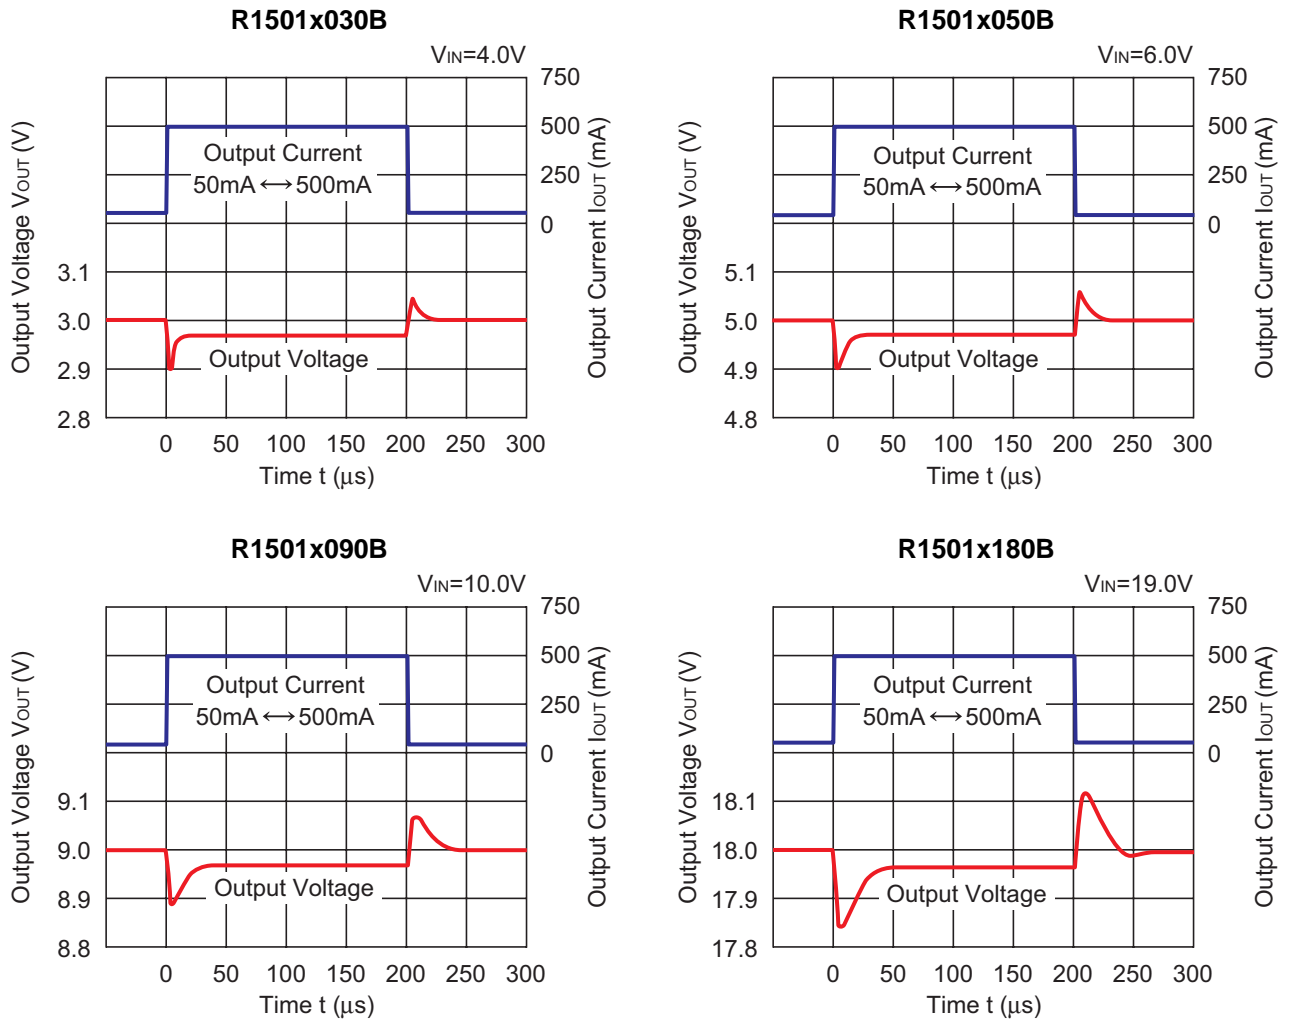 R1501x030B
VIN=4.0V
750
500
250
0
3.1
3.0
2.9
2.8
Output Current
50mA ↔ 500mA
Output Voltage
0 50 100 150 200 250 300
Time t (μs)
Output Voltage VOUT (V)
Output Current IOUT (mA)
R1501x050B
VIN=6.0V
750
500
250
0
5.1
5.0
4.9
4.8
Output Current
50mA ↔ 500mA
Output Voltage
0 50 100 150 200 250 300
Time t (μs)
Output Voltage VOUT (V)
Output Current IOUT (mA)
R1501x090B
VIN=10.0V
750
500
250
0
9.1
9.0
8.9
8.8
Output Current
50mA ↔ 500mA
Output Voltage
0 50 100 150 200 250 300
Time t (μs)
Output Voltage VOUT (V)
Output Current IOUT (mA)
R1501x180B
VIN=19.0V
750
500
250
0
18.1
18.0
17.9
17.8
Output Current
50mA ↔ 500mA
Output Voltage
0 50 100 150 200 250 300
Time t (μs)
Output Voltage VOUT (V)
Output Current IOUT (mA)